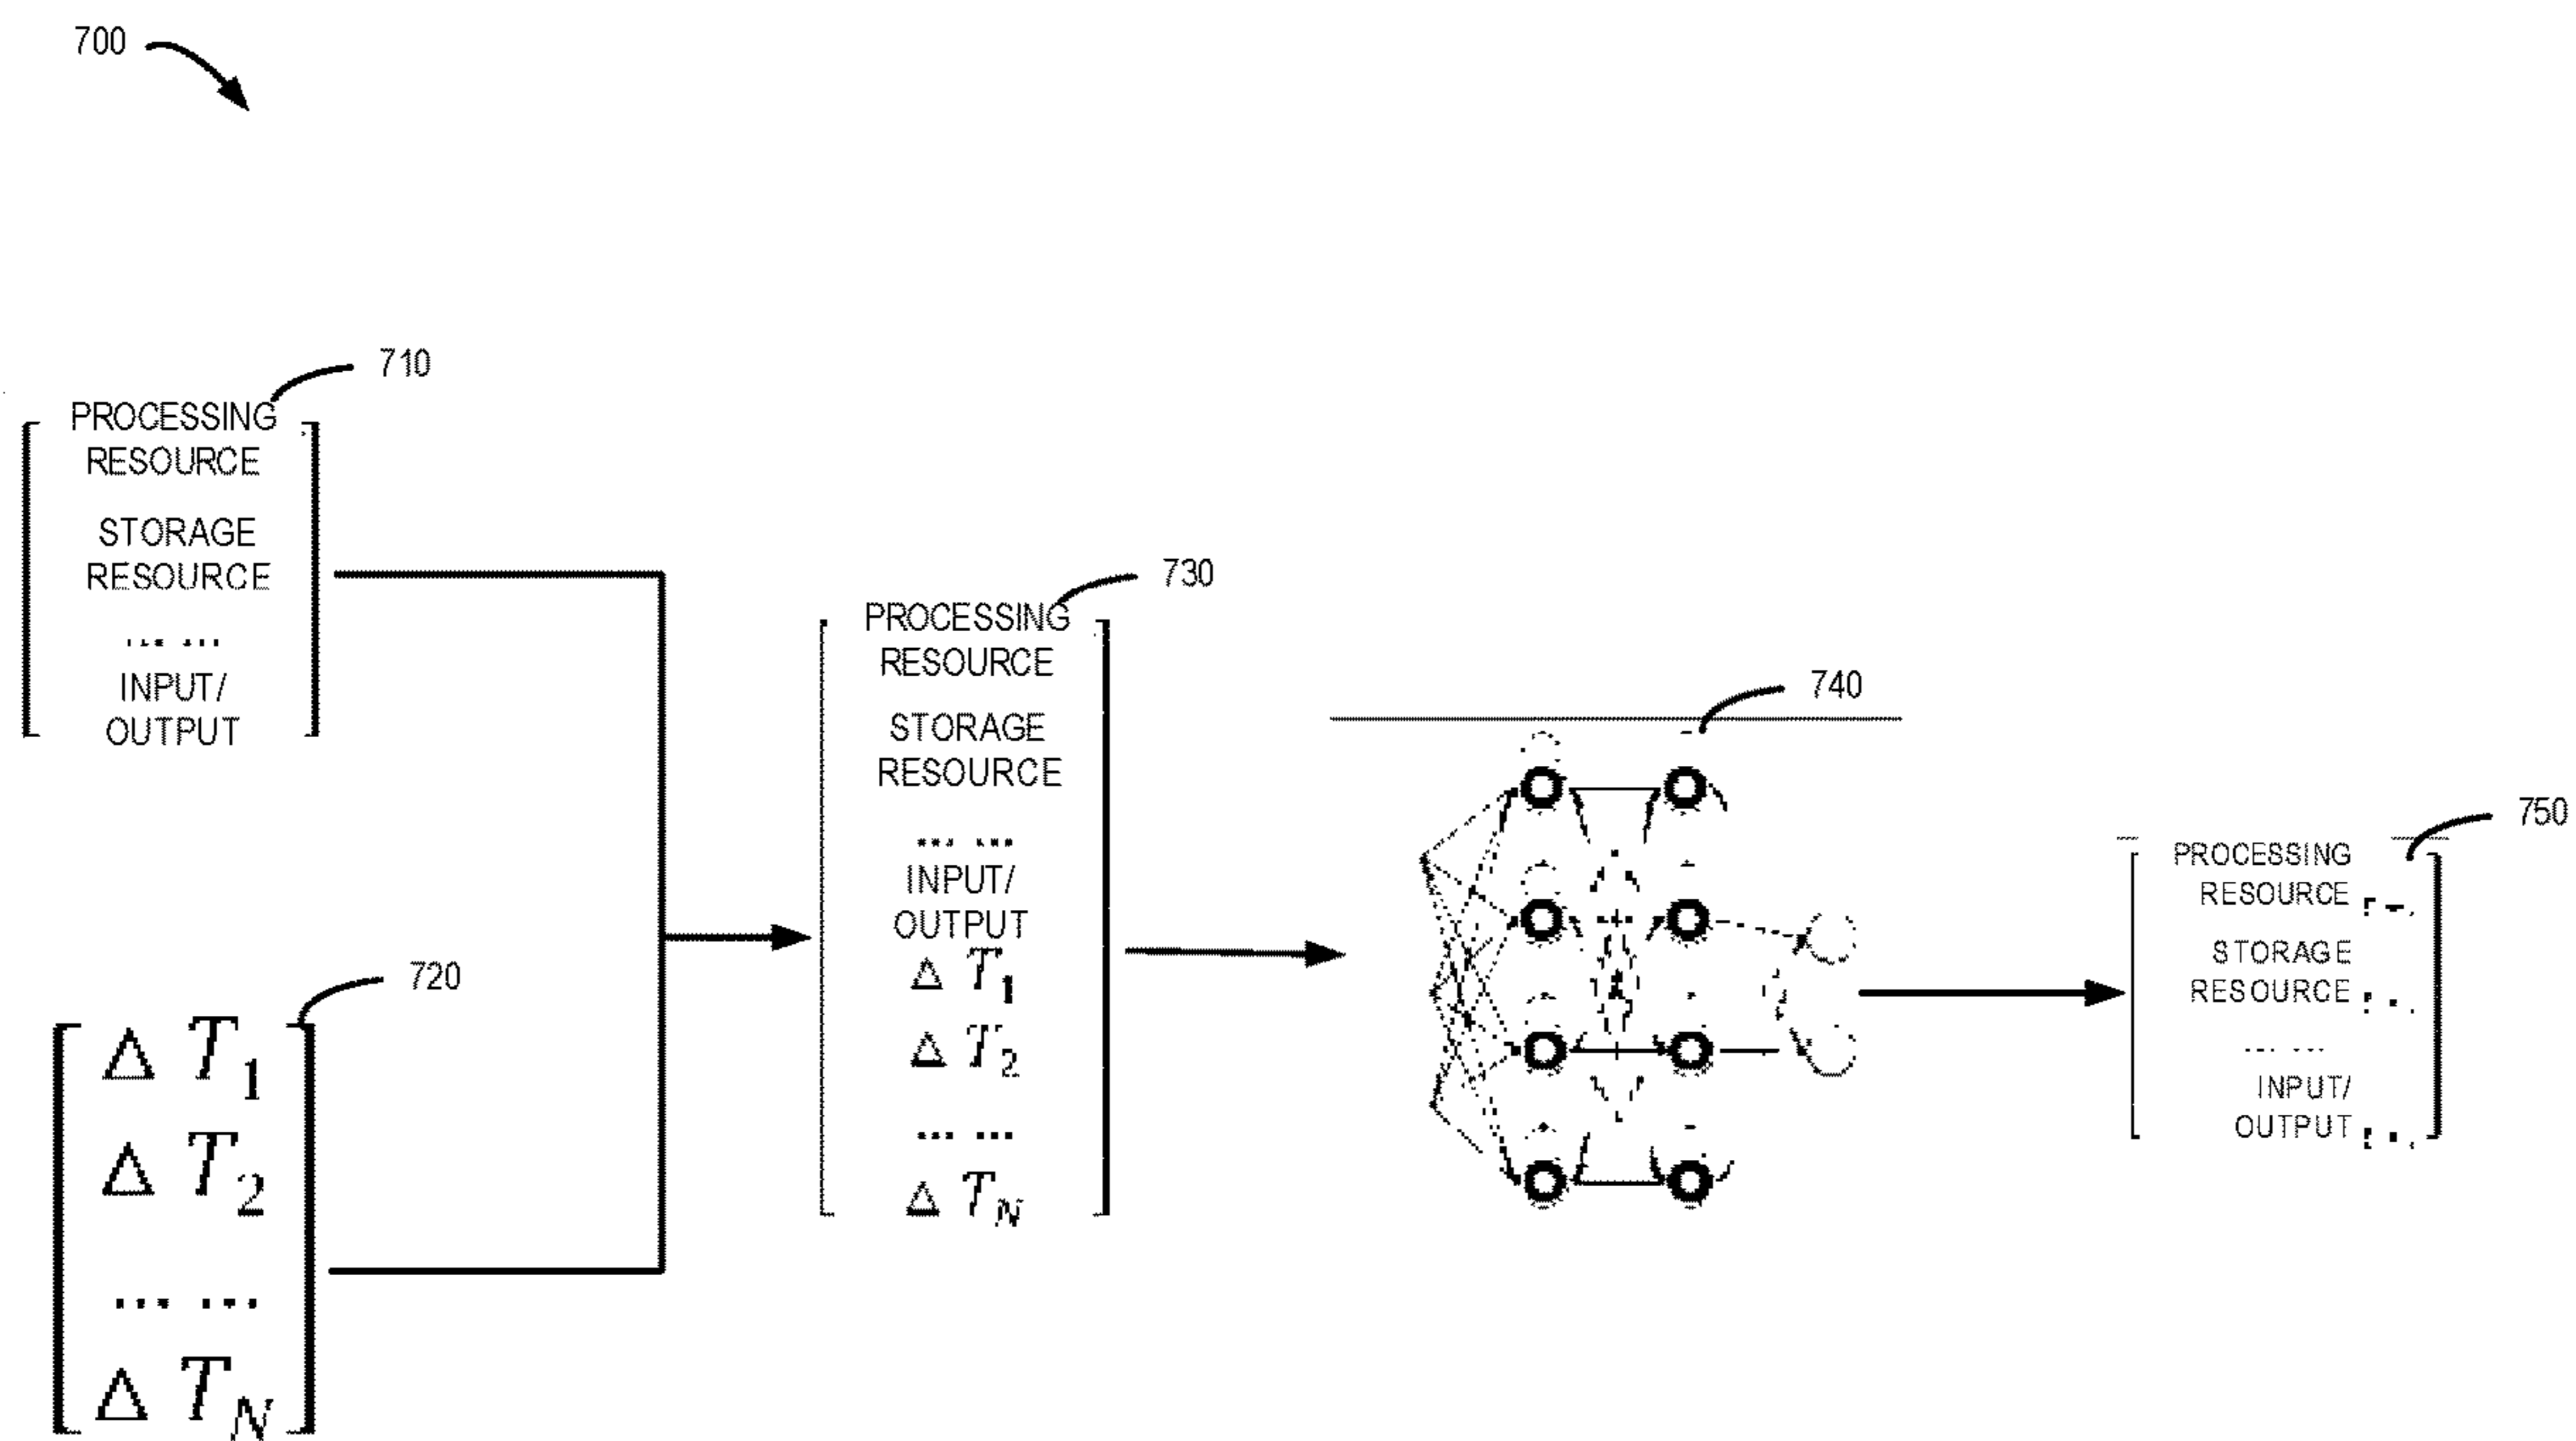 700
710
PROCESSING
RESOURCE
STORAGE
RESOURCE
... ...
INPUT/
OUTPUT
720
Δ T1
Δ T2
... ...
Δ TN
730
PROCESSING
RESOURCE
STORAGE
RESOURCE
... ...
INPUT/
OUTPUT
Δ T1
Δ T2
... ...
Δ TN
740
750
PROCESSING
RESOURCE
STORAGE
RESOURCE
... ...
INPUT/
OUTPUT